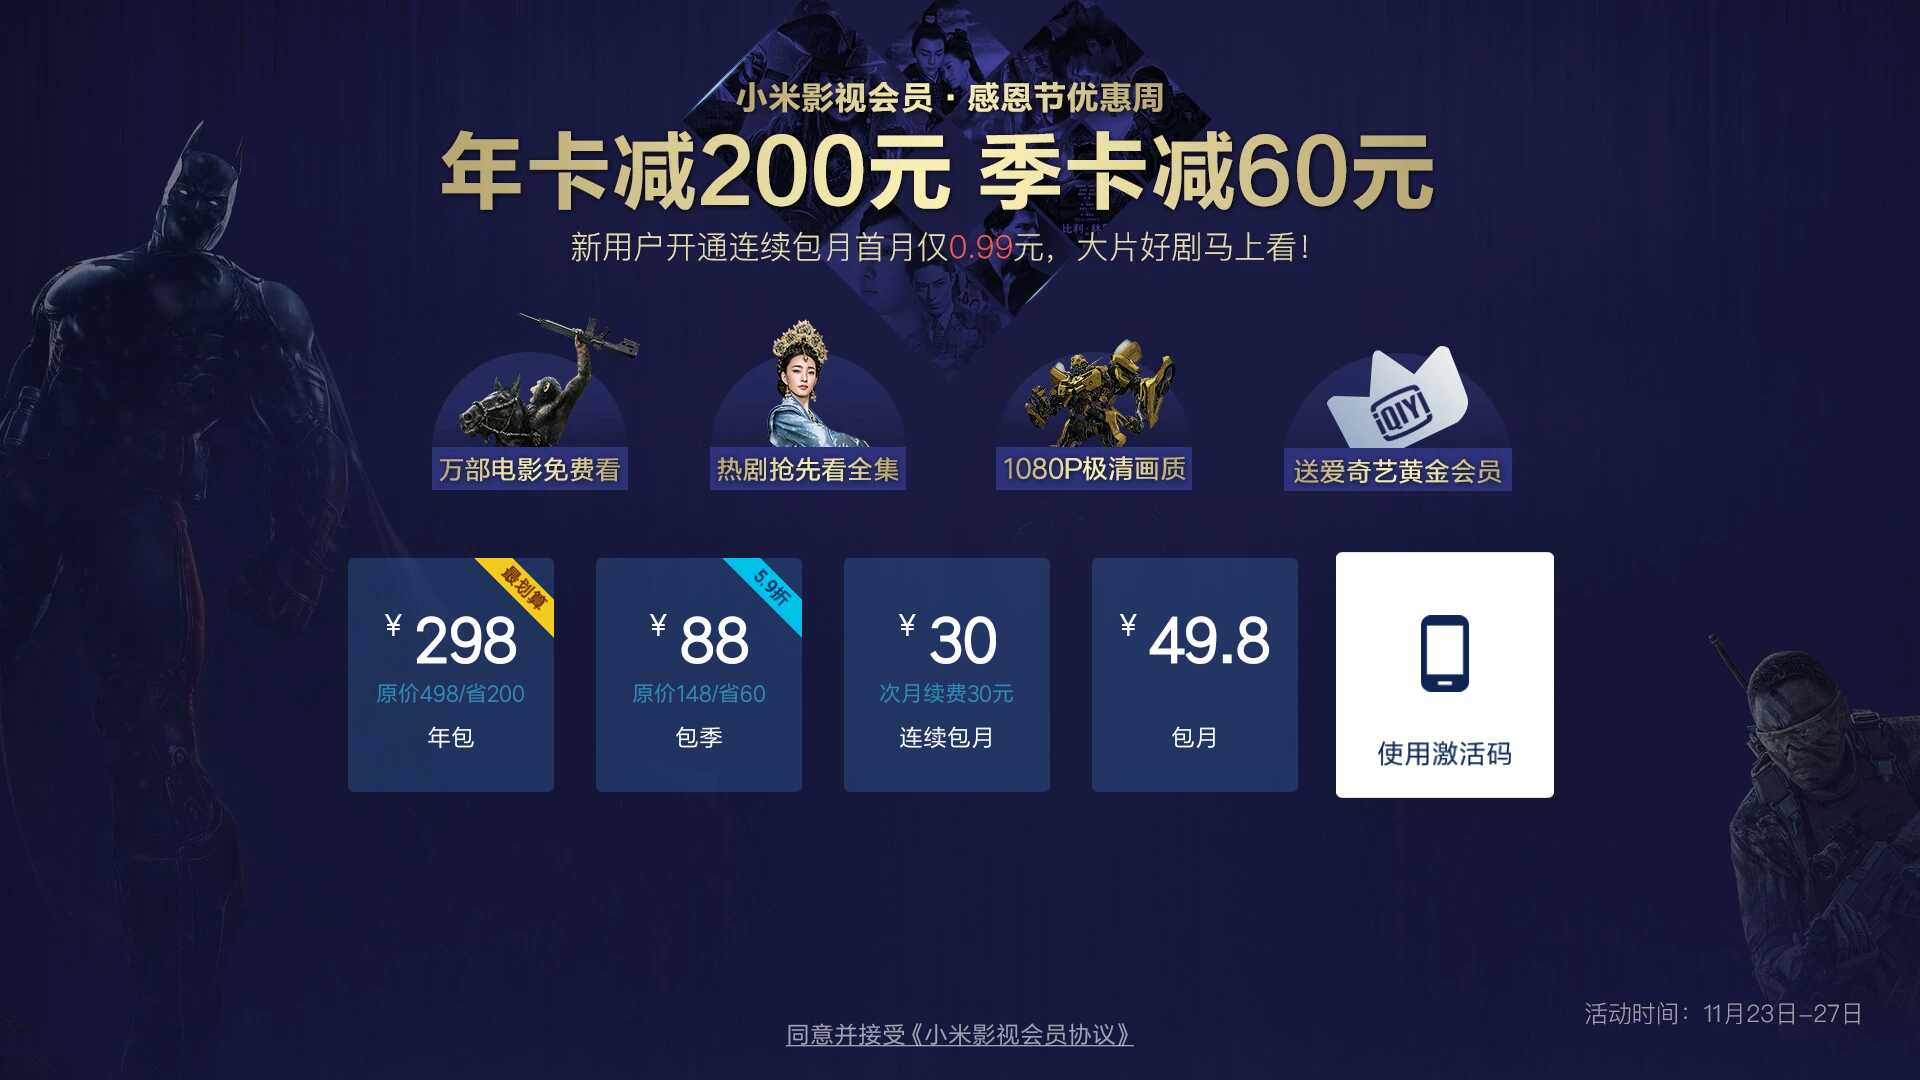 小米影视会员·感恩节优惠周
年卡减200元 季卡减60元
新用户开通连续包月首月仅0.99元，大片好剧马上看！
iQIYI
万部电影免费看
热剧抢先看全集
1080P极清画质
送爱奇艺黄金会员
最划算
¥ 298
原价498/省200
年包
5.9折
¥ 88
原价148/省60
包季
¥ 30
次月续费30元
连续包月
¥ 49.8
包月
使用激活码
活动时间：11月23日-27日
同意并接受《小米影视会员协议》